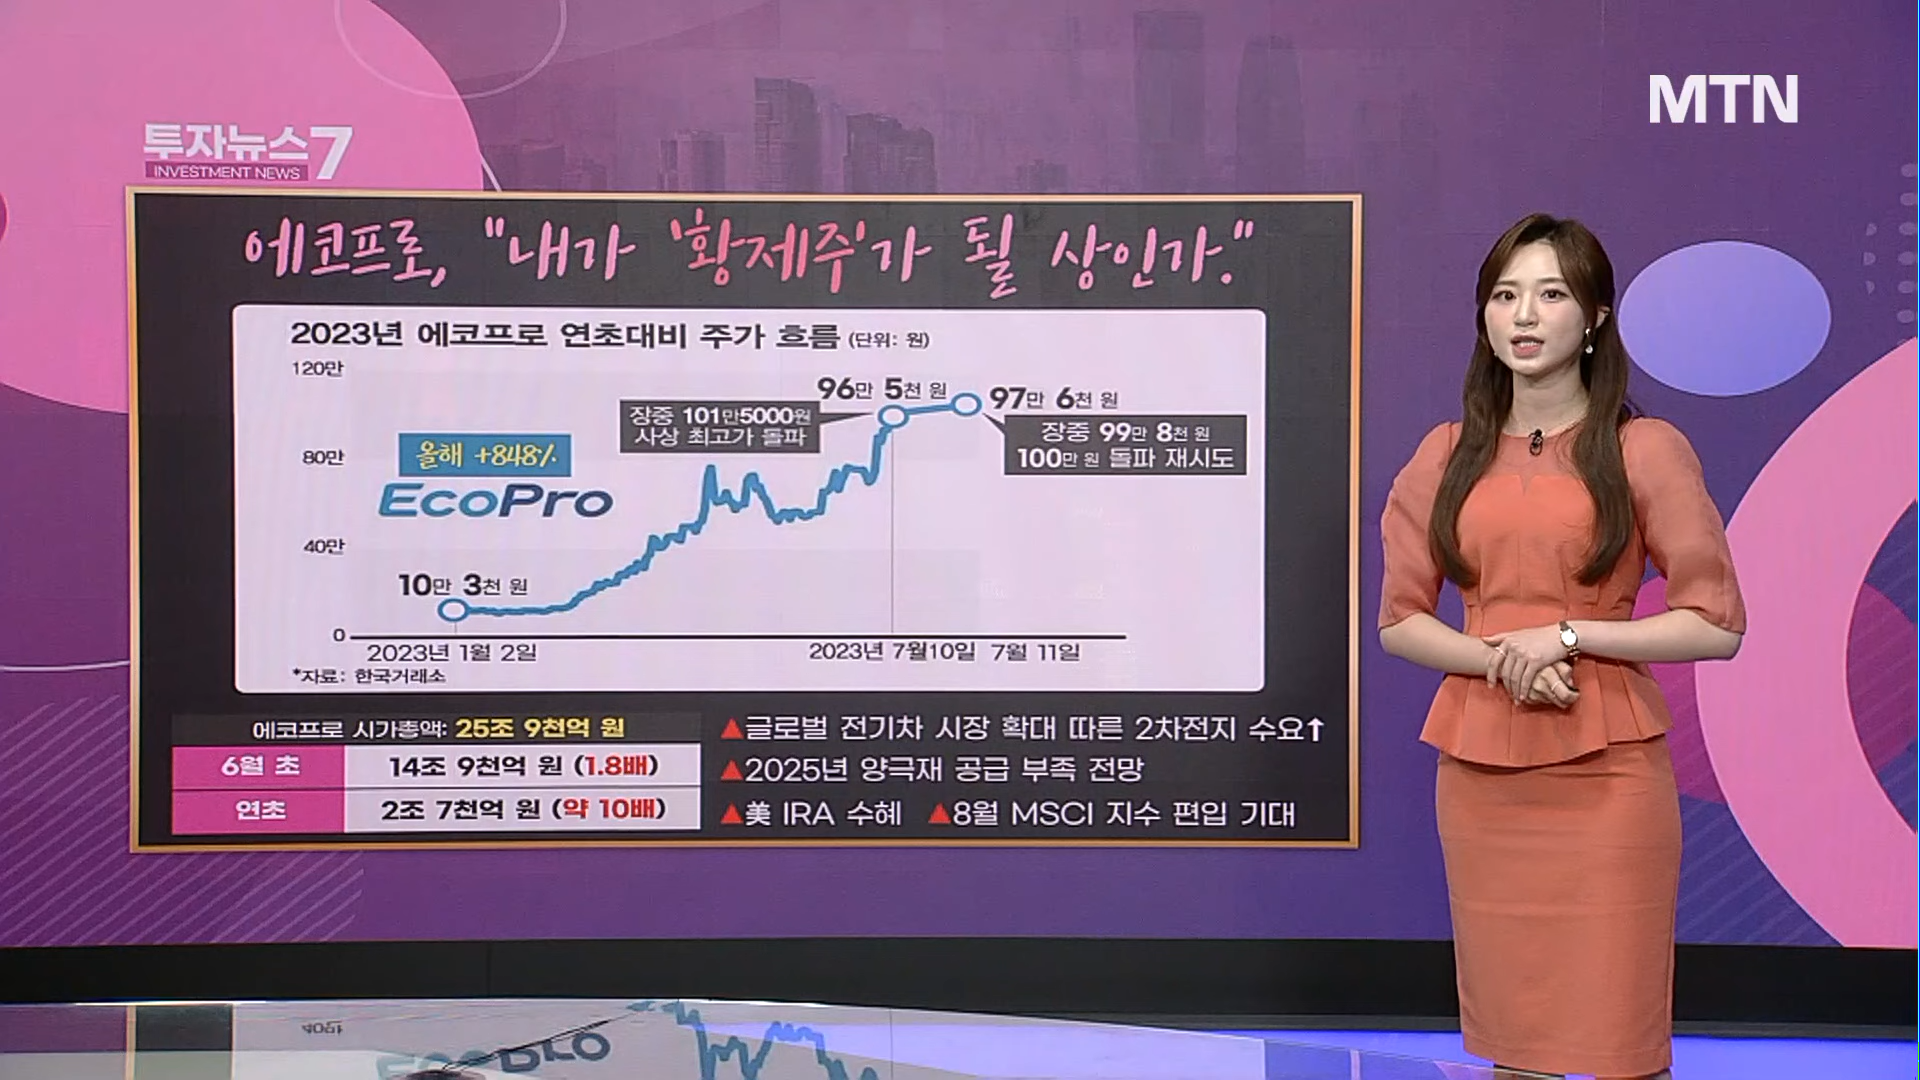 MTN
투자뉴스7
INVESTMENT NEWS
에코프로, "내가 '황제주'가 될 상인가."
2023년 에코프로 연초대비 주가 흐름 (단위: 원)
120만
80만
40만
0
올해 +848%
EcoPro
10만 3천 원
장중 101만5000원
사상 최고가 돌파
96만 5천 원
97만 6천 원
장중 99만 8천 원
100만 원 돌파 재시도
2023년 1월 2일
2023년 7월10일
7월 11일
*자료: 한국거래소
에코프로 시가총액: 25조 9천억 원
6월 초 14조 9천억 원 (1.8배)
연초 2조 7천억 원 (약 10배)
▲글로벌 전기차 시장 확대 따른 2차전지 수요↑
▲2025년 양극재 공급 부족 전망
▲美 IRA 수혜 ▲8월 MSCI 지수 편입 기대